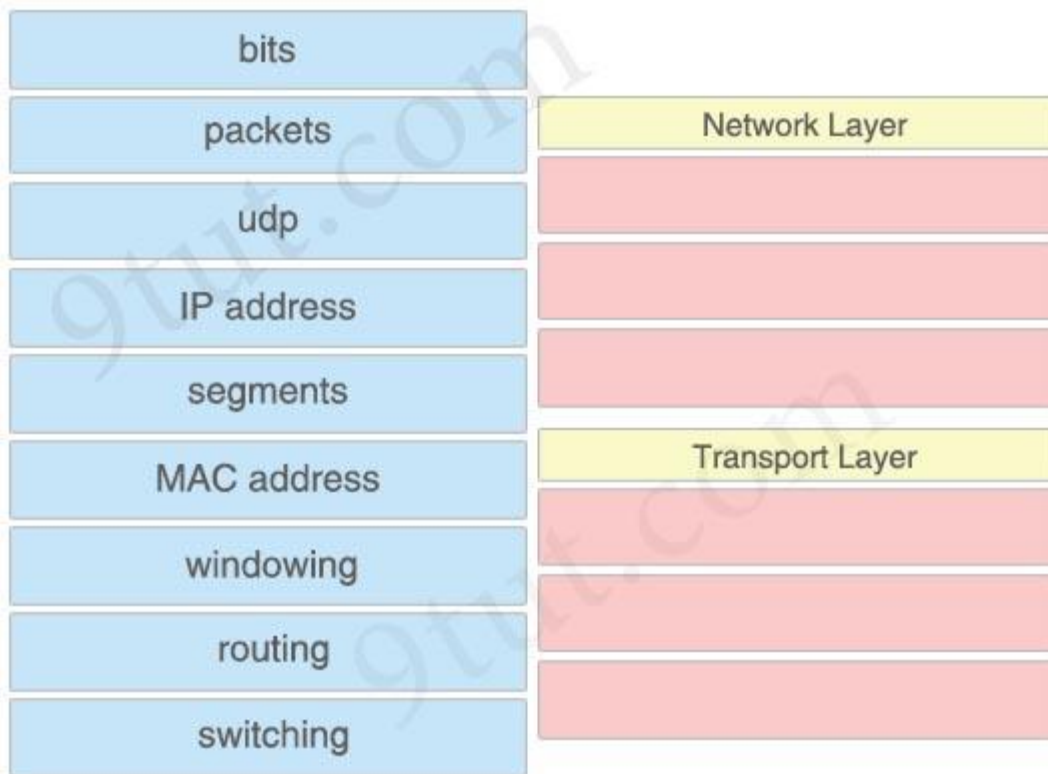 bits
packets
udp
IP address
segments
MAC address
windowing
routing
switching
Network Layer
Transport Layer
9tut.com
9tut.com